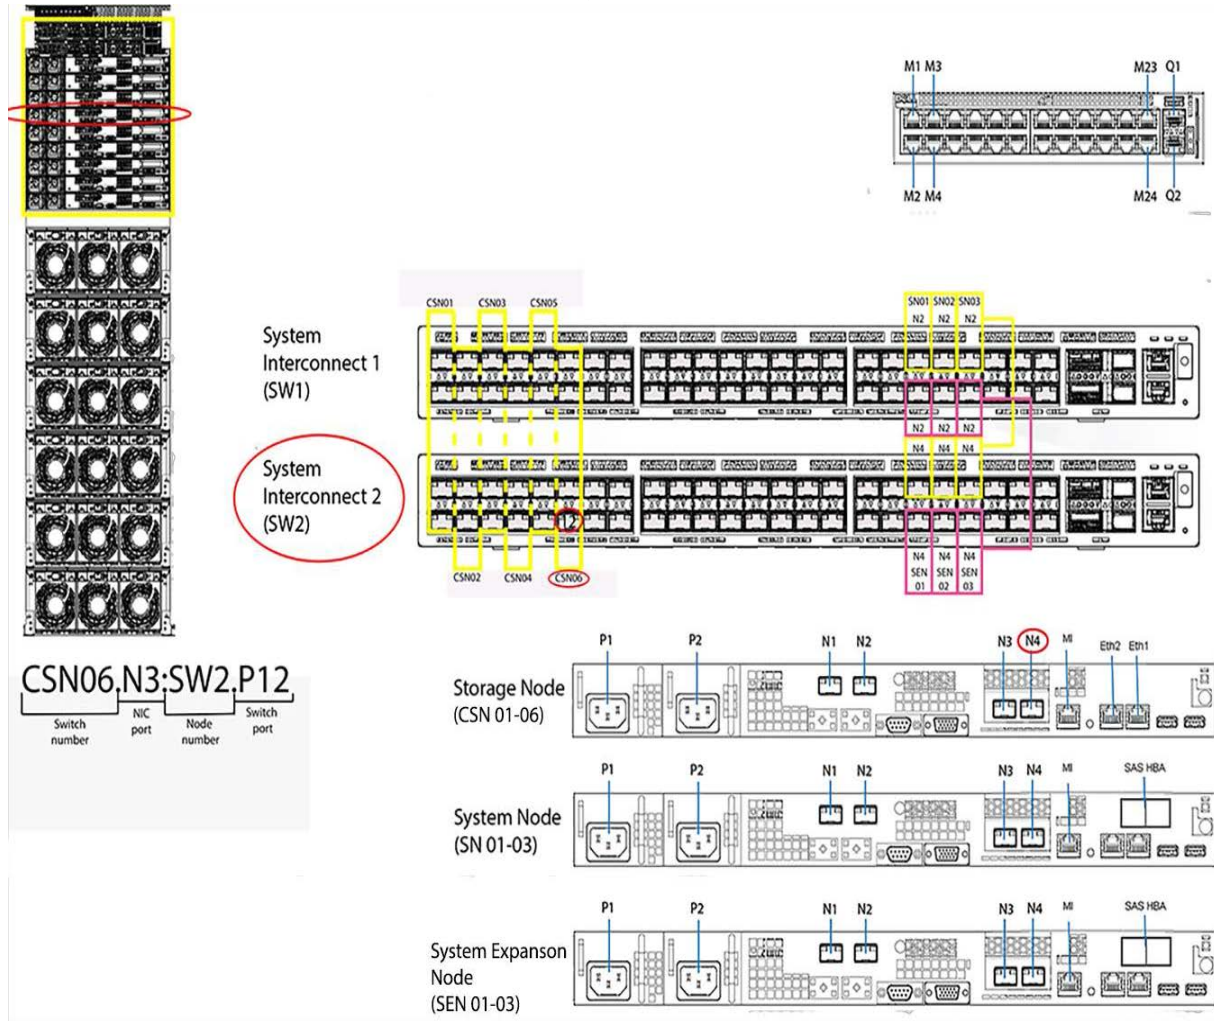 M1 M3 M23 Q1
M2 M4 M24 Q2
CSN01 CSN03 CSN05
SN01 SN02 SN03
N2 N2 N2
System
Interconnect 1
(SW1)
N2 N2 N2
N4 N4 N4
System
Interconnect 2
(SW2)
12
N4 N4 N4
SEN SEN SEN
01 02 03
CSN02 CSN04 CSN06
CSN06.N3:SW2.P12
Switch
number
NIC
port
Node
number
Switch
port
P1 P2 N1 N2 N3 N4 MI Eth2 Eth1
Storage Node
(CSN 01-06)
P1 P2 N1 N2 N3 N4 MI SAS HBA
System Node
(SN 01-03)
P1 P2 N1 N2 N3 N4 MI SAS HBA
System Expanson
Node
(SEN 01-03)